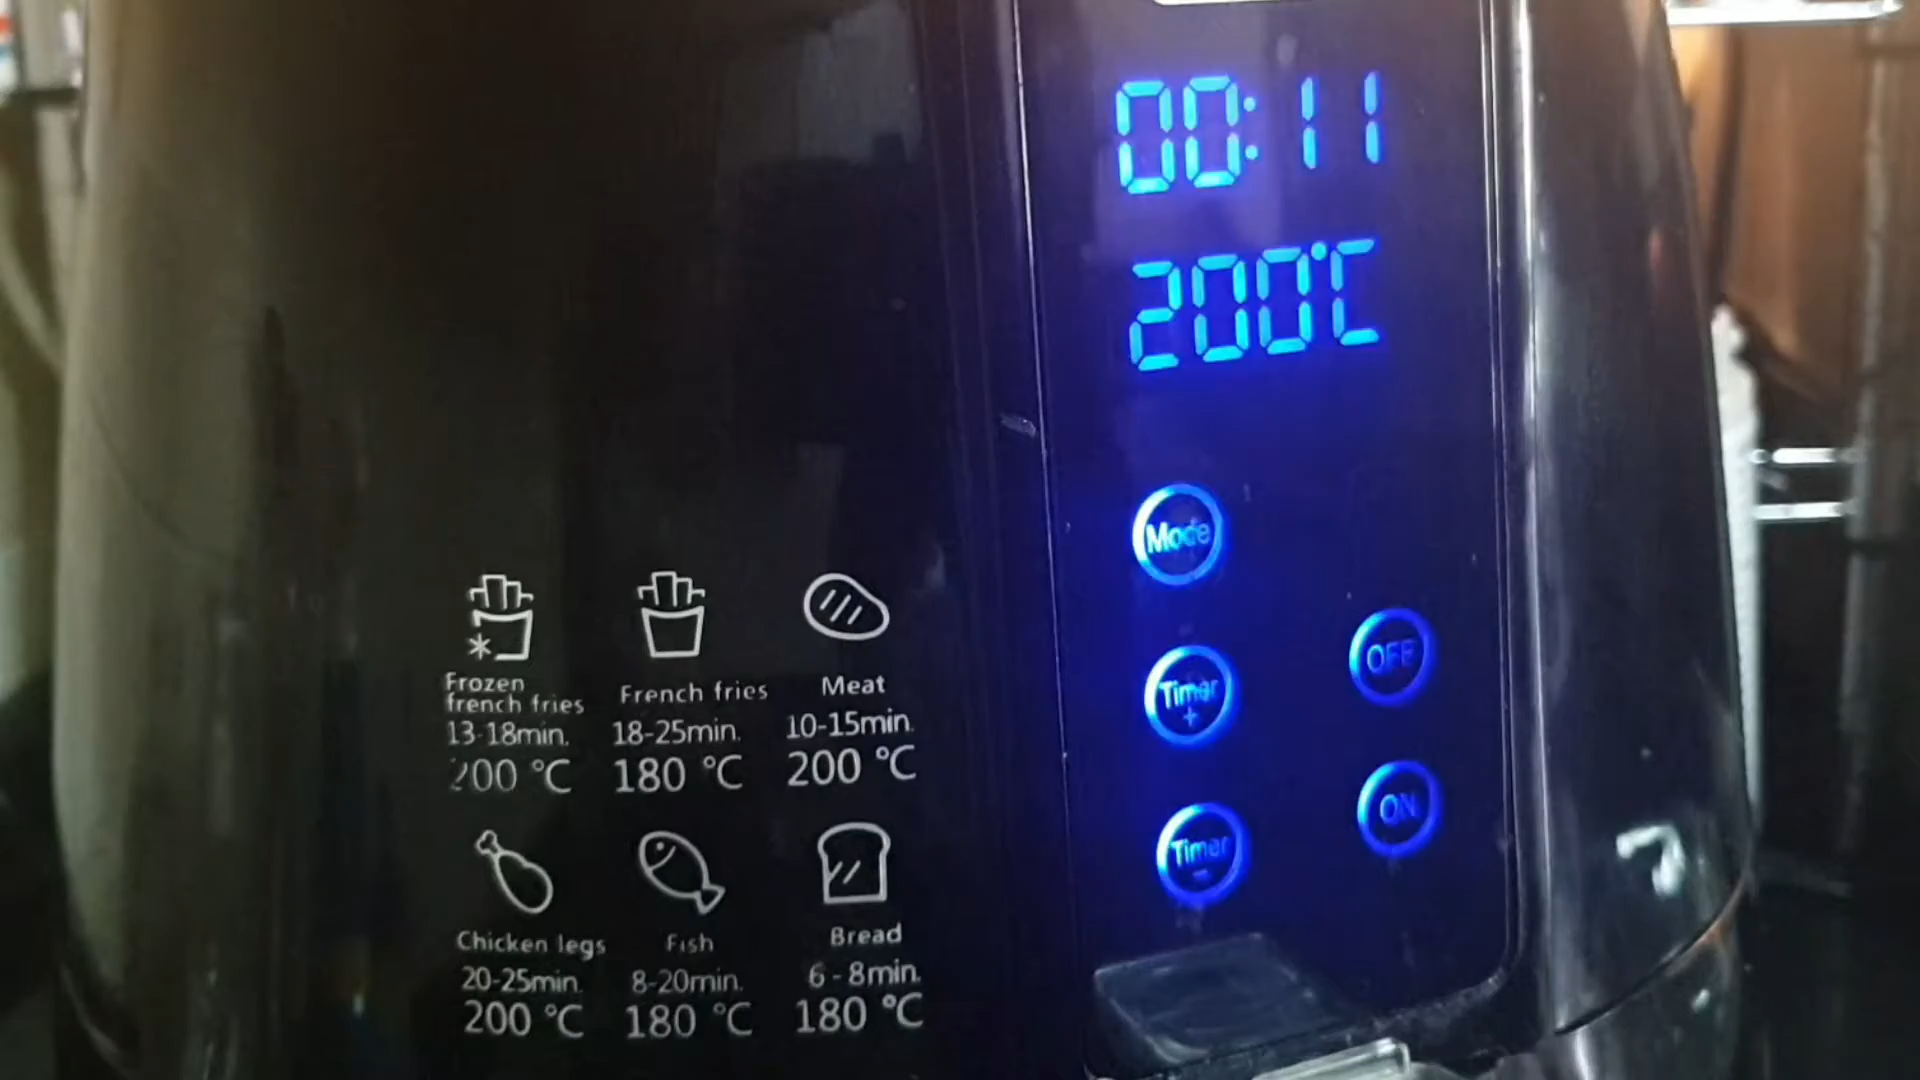 00:11
200°C
Mode
Timer
+
OFF
Timer
-
ON
Frozen
french fries
13-18min.
200 °C
French fries
18-25min.
180 °C
Meat
10-15min.
200 °C
Chicken legs
20-25min.
200 °C
Fish
8-20min.
180 °C
Bread
6-8min.
180 °C